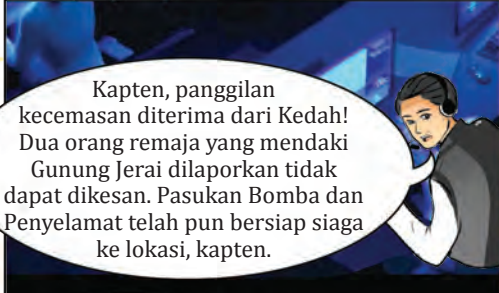 Kapten, panggilan
kecemasan diterima dari Kedah!
Dua orang remaja yang mendaki
Gunung Jerai dilaporkan tidak
dapat dikesan. Pasukan Bomba dan
Penyelamat telah pun bersiap siaga
ke lokasi, kapten.